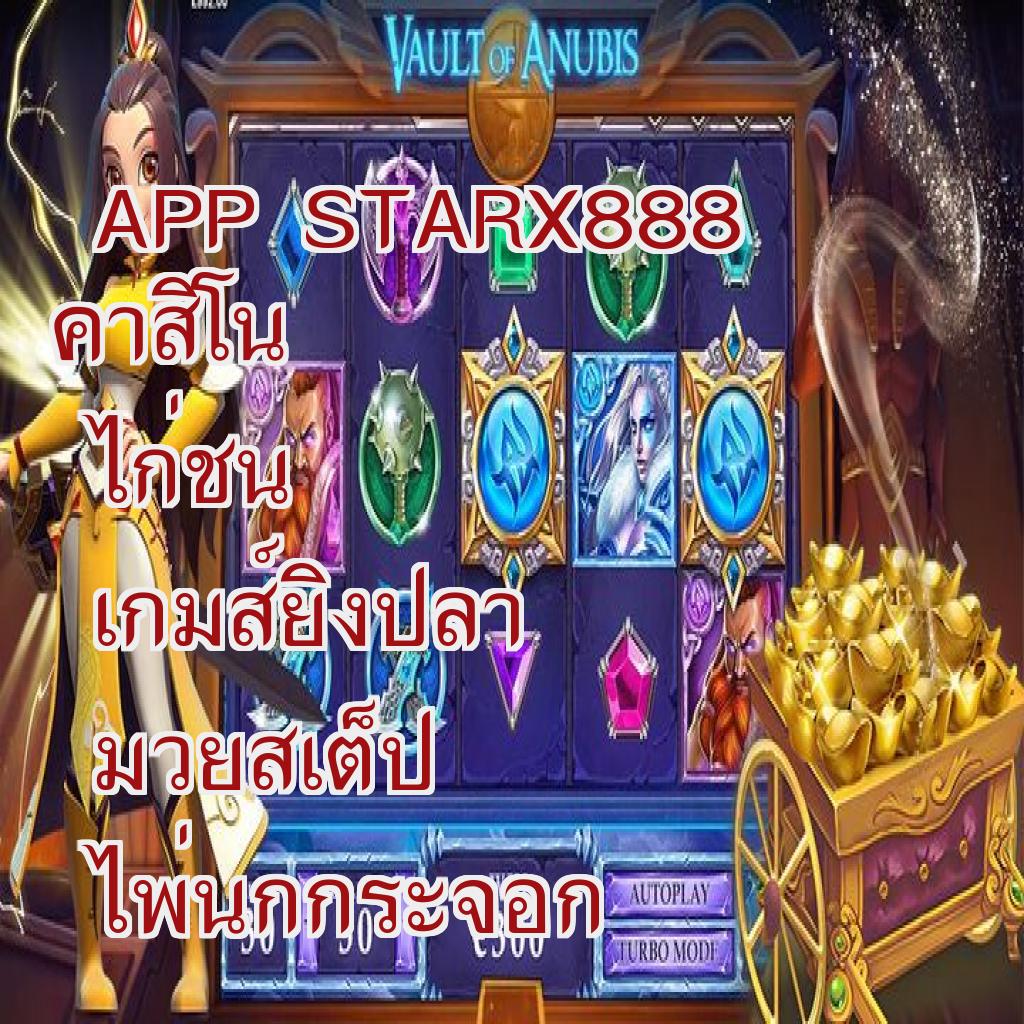 VAULT OF ANUBIS
APP STARX888
คาสิโน
ไก่ชน
เกมส์ยิงปลา
มวยสเต็ป
ไพ่นกกระจอก
AUTOPLAY
TURBO MODE